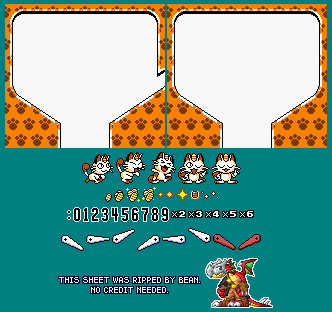 :0123456789 ×2 ×3 ×4 ×5 ×6
THIS SHEET WAS RIPPED BY BEAN.
NO CREDIT NEEDED.